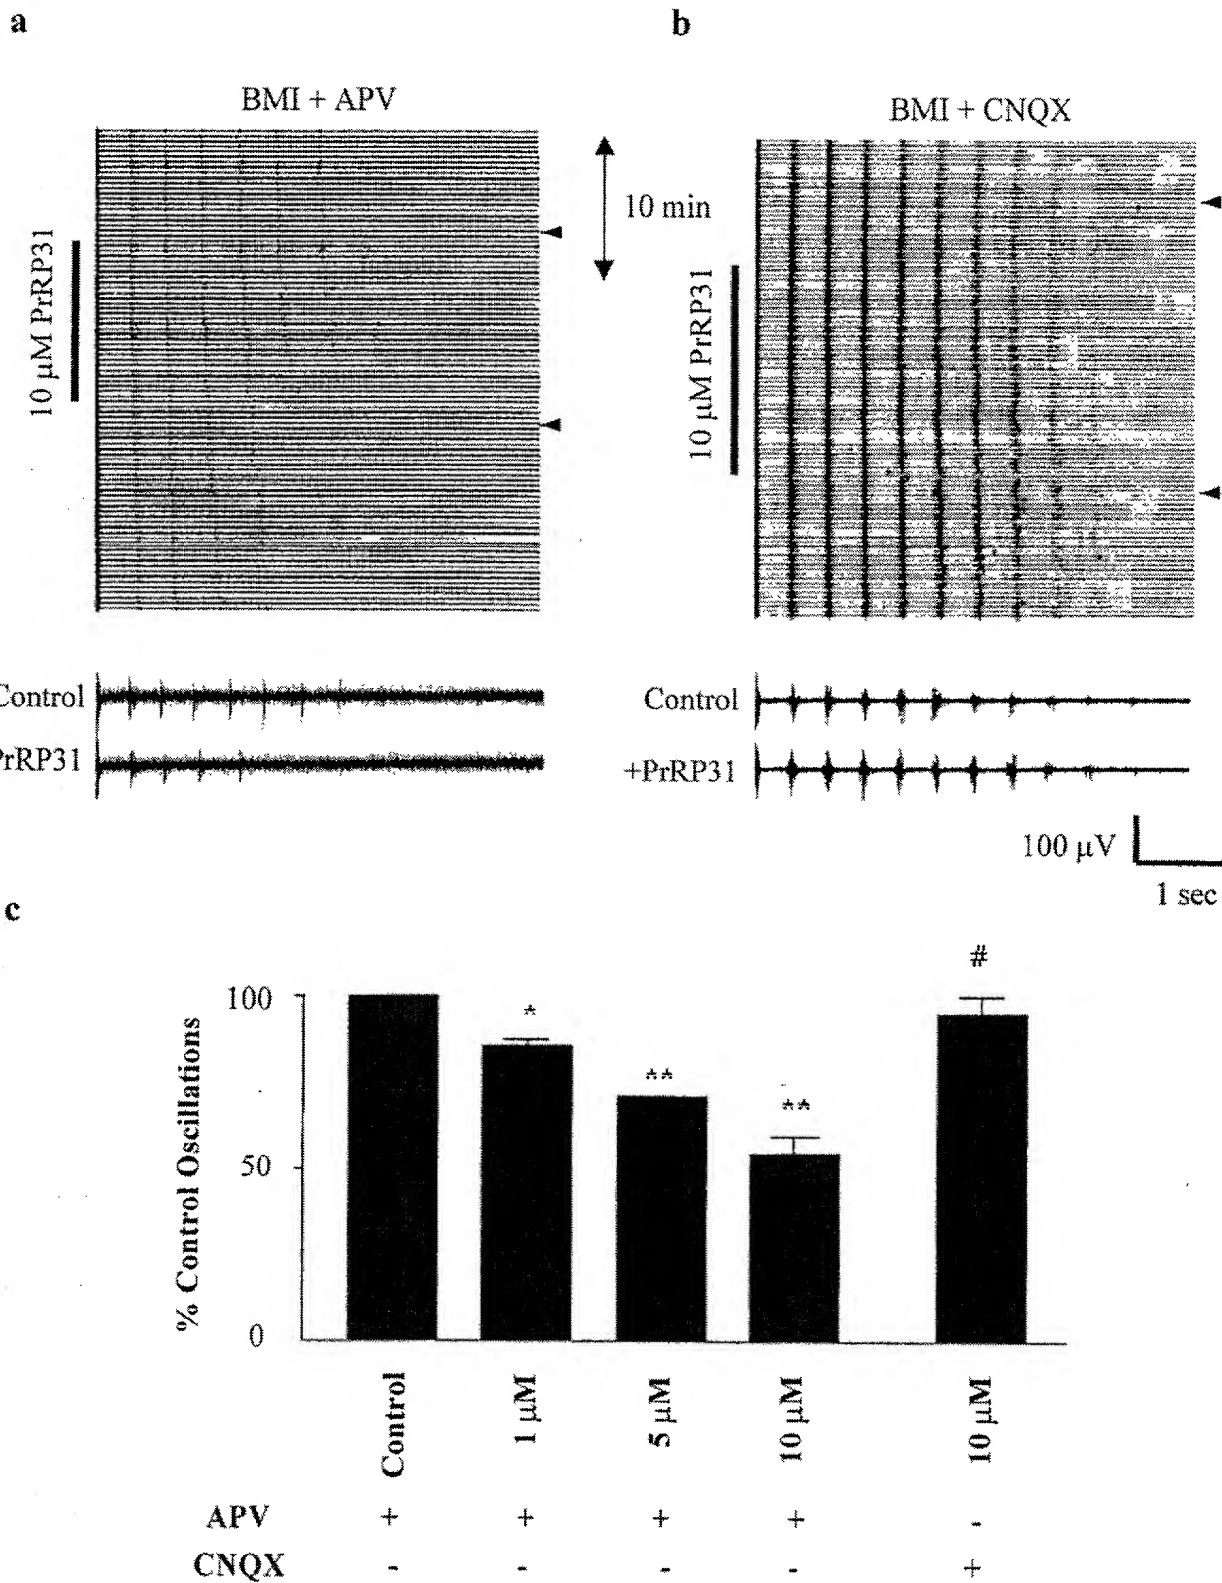 a
b
BMI + APV
BMI + CNQX
10 min
10 µM PrRP31
10 µM PrRP31
Control
PrRP31
Control
+PrRP31
100 µV
1 sec
c
% Control Oscillations
100
50
0
*
**
**
#
Control
1 µM
5 µM
10 µM
10 µM
APV + + + + -
CNQX - - - - +